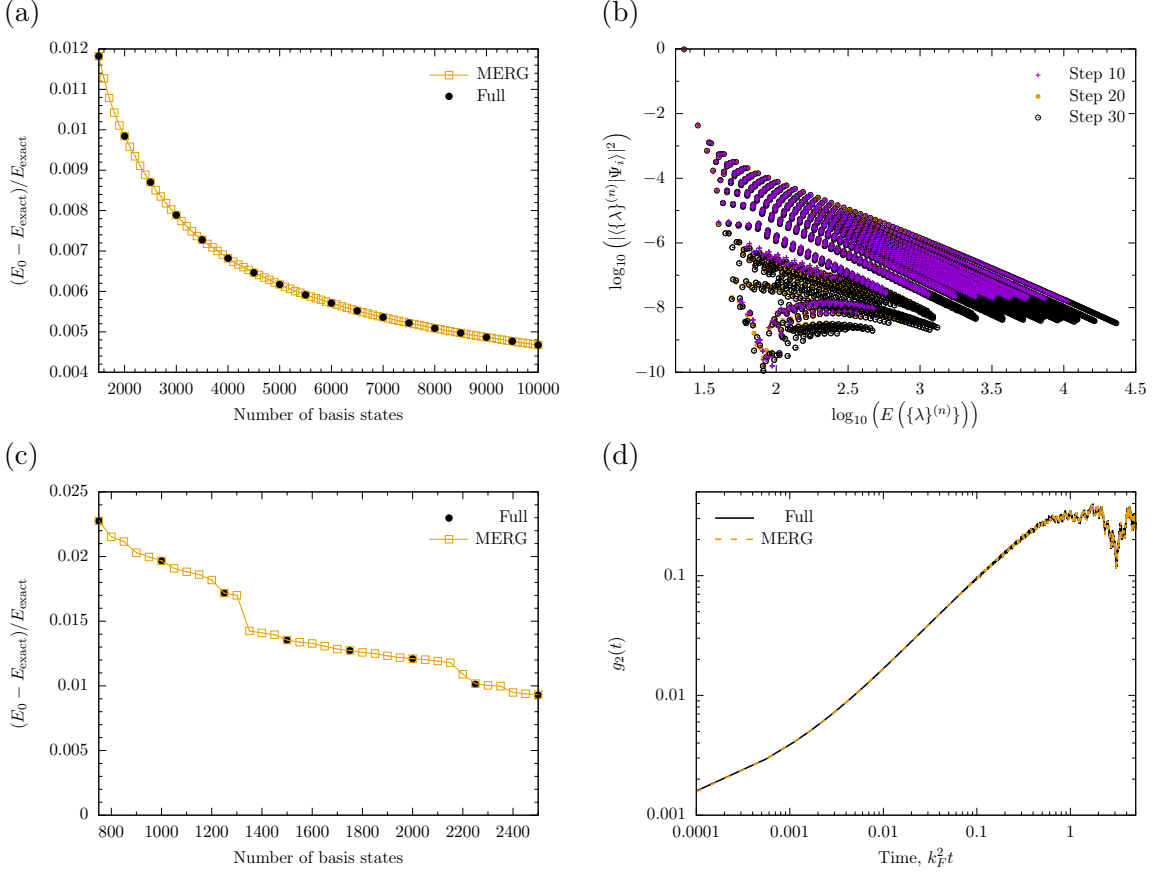 (a)
0.012
0.011
0.01
0.009
0.008
0.007
0.006
0.005
0.004
(E₀ − E_exact)/E_exact
MERG
Full
2000 3000 4000 5000 6000 7000 8000 9000 10000
Number of basis states
(b)
0
−2
−4
−6
−8
−10
log₁₀(|⟨{λ}⁽ⁿ⁾|Ψᵢ⟩|²)
Step 10
Step 20
Step 30
1.5 2 2.5 3 3.5 4 4.5
log₁₀(E({λ}⁽ⁿ⁾}))
(c)
0.025
0.02
0.015
0.01
0.005
0
(E₀ − E_exact)/E_exact
Full
MERG
800 1000 1200 1400 1600 1800 2000 2200 2400
Number of basis states
(d)
0.1
0.01
0.001
g₂(t)
Full
MERG
0.0001 0.001 0.01 0.1 1
Time, k_F²t